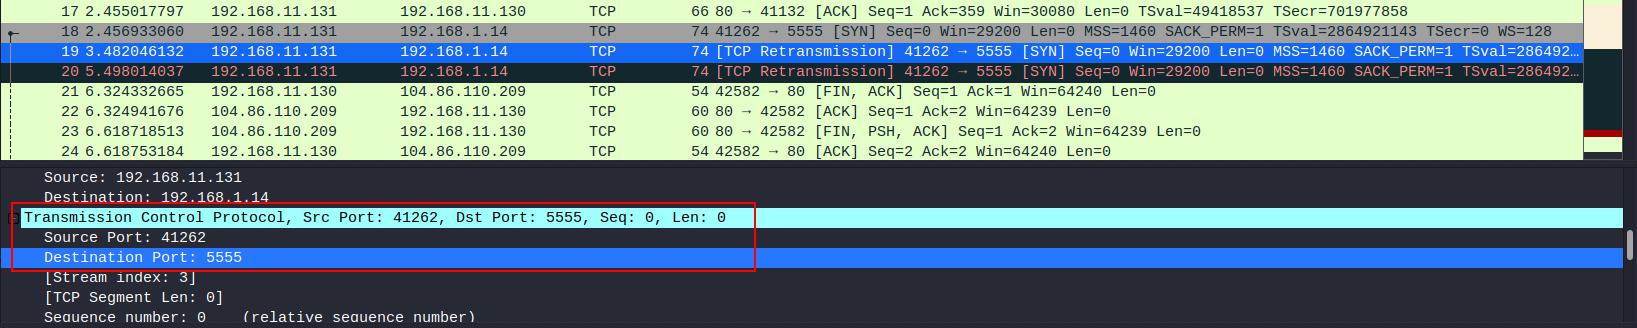 17 2.455017797 192.168.11.131 192.168.11.130 TCP 66 80 → 41132 [ACK] Seq=1 Ack=359 Win=30080 Len=0 TSval=49418537 TSecr=701977858
18 2.456933060 192.168.11.131 192.168.1.14 TCP 74 41262 → 5555 [SYN] Seq=0 Win=29200 Len=0 MSS=1460 SACK_PERM=1 TSval=2864921143 TSecr=0 WS=128
19 3.482046132 192.168.11.131 192.168.1.14 TCP 74 [TCP Retransmission] 41262 → 5555 [SYN] Seq=0 Win=29200 Len=0 MSS=1460 SACK_PERM=1 TSval=286492…
20 5.498014037 192.168.11.131 192.168.1.14 TCP 74 [TCP Retransmission] 41262 → 5555 [SYN] Seq=0 Win=29200 Len=0 MSS=1460 SACK_PERM=1 TSval=286492…
21 6.324332665 192.168.11.130 104.86.110.209 TCP 54 42582 → 80 [FIN, ACK] Seq=1 Ack=1 Win=64240 Len=0
22 6.324941676 104.86.110.209 192.168.11.130 TCP 60 80 → 42582 [ACK] Seq=1 Ack=2 Win=64239 Len=0
23 6.618718513 104.86.110.209 192.168.11.130 TCP 60 80 → 42582 [FIN, PSH, ACK] Seq=1 Ack=2 Win=64239 Len=0
24 6.618753184 192.168.11.130 104.86.110.209 TCP 54 42582 → 80 [ACK] Seq=2 Ack=2 Win=64240 Len=0
Source: 192.168.11.131
Destination: 192.168.1.14
Transmission Control Protocol, Src Port: 41262, Dst Port: 5555, Seq: 0, Len: 0
Source Port: 41262
Destination Port: 5555
[Stream index: 3]
[TCP Segment Len: 0]
Sequence number: 0 (relative sequence number)